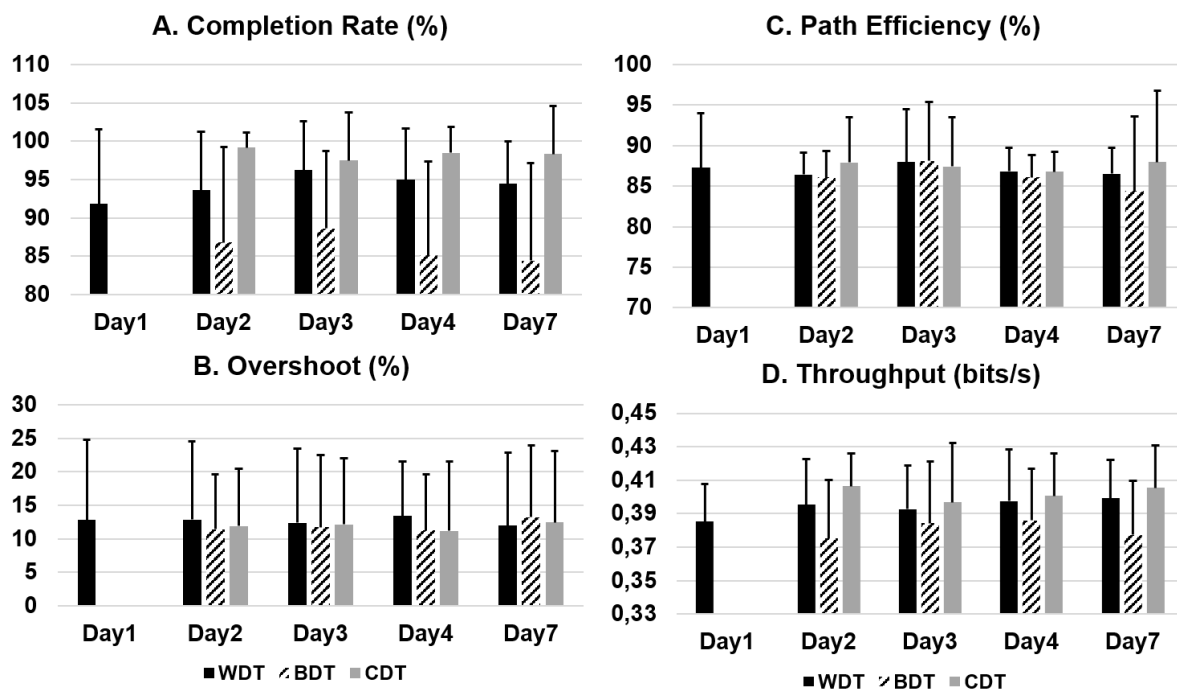 A. Completion Rate (%)
110
105
100
95
90
85
80
Day1 Day2 Day3 Day4 Day7
B. Overshoot (%)
30
25
20
15
10
5
0
Day1 Day2 Day3 Day4 Day7
WDT BDT CDT
C. Path Efficiency (%)
100
95
90
85
80
75
70
Day1 Day2 Day3 Day4 Day7
D. Throughput (bits/s)
0,45
0,43
0,41
0,39
0,37
0,35
0,33
Day1 Day2 Day3 Day4 Day7
WDT BDT CDT